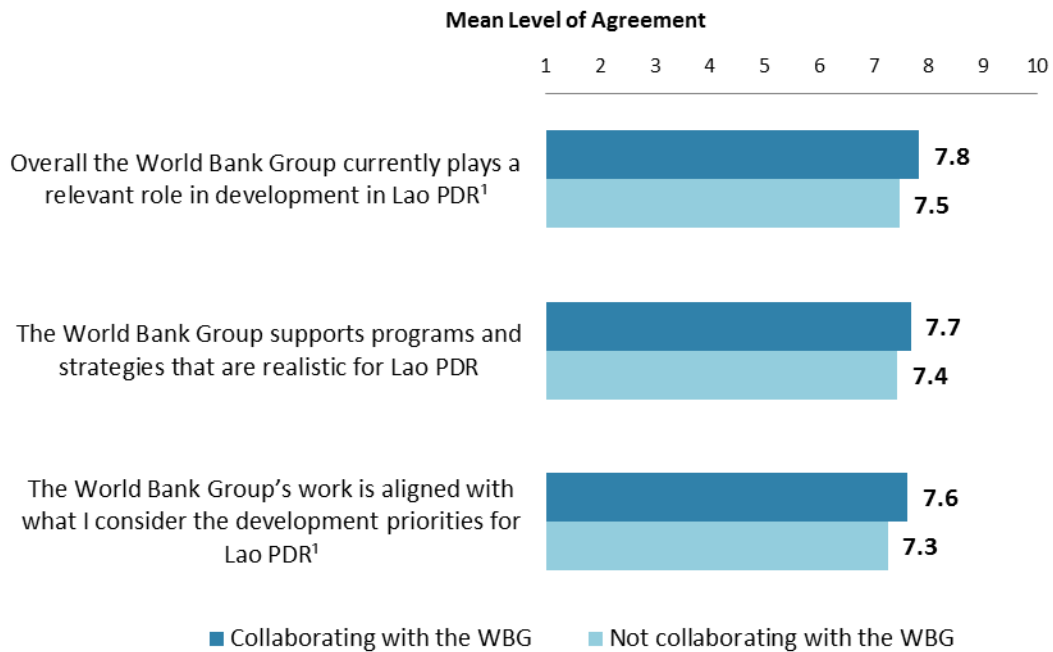 Mean Level of Agreement
1 2 3 4 5 6 7 8 9 10
Overall the World Bank Group currently plays a
relevant role in development in Lao PDR¹
7.8
7.5
The World Bank Group supports programs and
strategies that are realistic for Lao PDR
7.7
7.4
The World Bank Group’s work is aligned with
what I consider the development priorities for
Lao PDR¹
7.6
7.3
Collaborating with the WBG
Not collaborating with the WBG